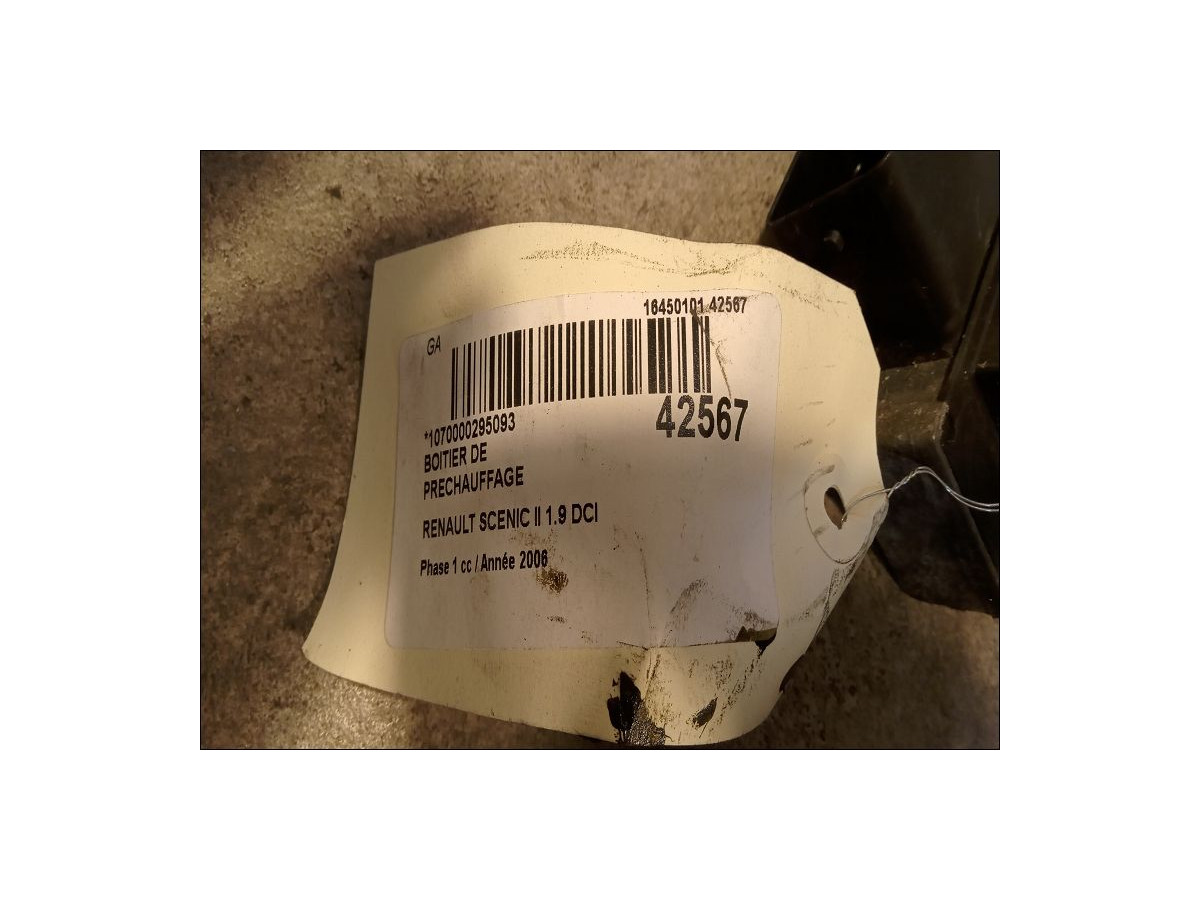 16450101 42567
GA
42567
*1070000295093
BOITIER DE
PRECHAUFFAGE
RENAULT SCENIC II 1.9 DCI
Phase 1 cc / Année 2006